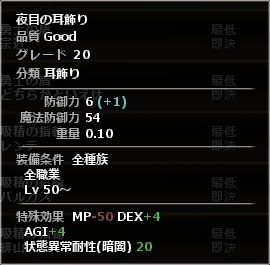 夜目の耳飾り
品質 Good
グレード 20
分類 耳飾り
防御力 6 (+1)
魔法防御力 54
重量 0.10
装備条件 全種族
全職業
Lv 50～
特殊効果 MP-50 DEX+4
AGI+4
状態異常耐性(暗闇) 20